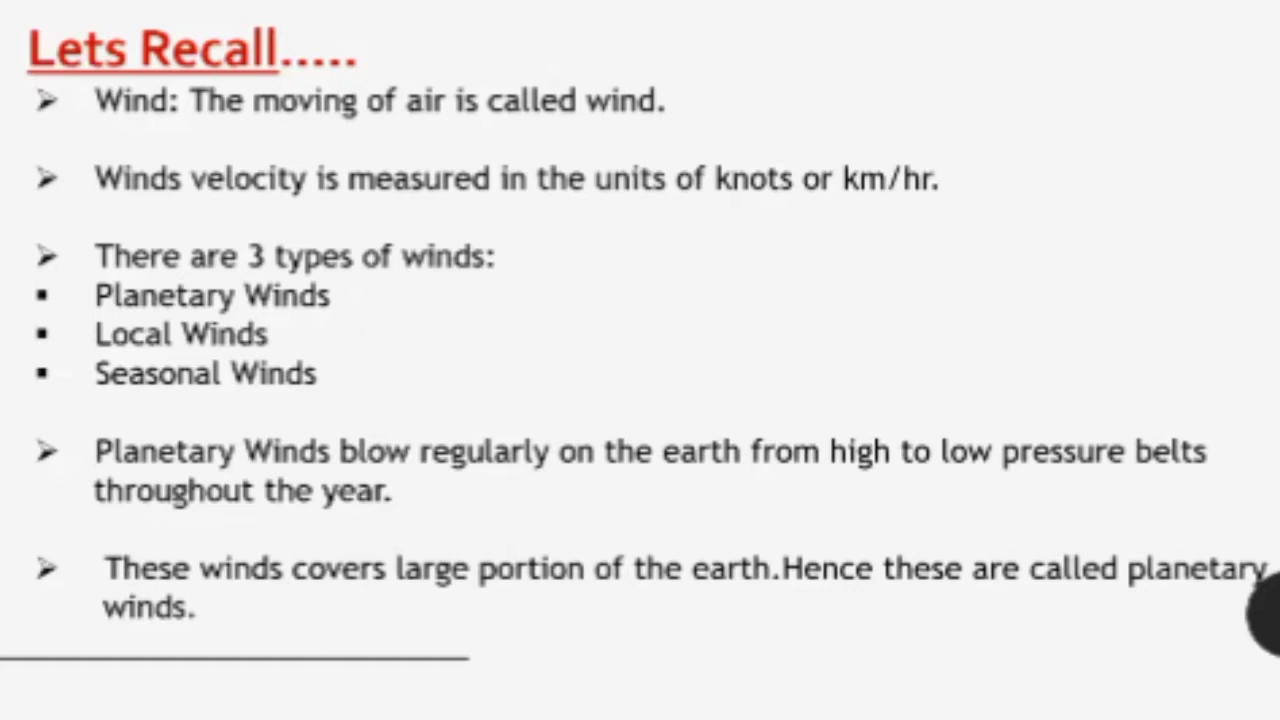 Lets Recall.....
➢ Wind: The moving of air is called wind.
➢ Winds velocity is measured in the units of knots or km/hr.
➢ There are 3 types of winds:
▪ Planetary Winds
▪ Local Winds
▪ Seasonal Winds
➢ Planetary Winds blow regularly on the earth from high to low pressure belts
throughout the year.
➢ These winds covers large portion of the earth.Hence these are called planetary
winds.